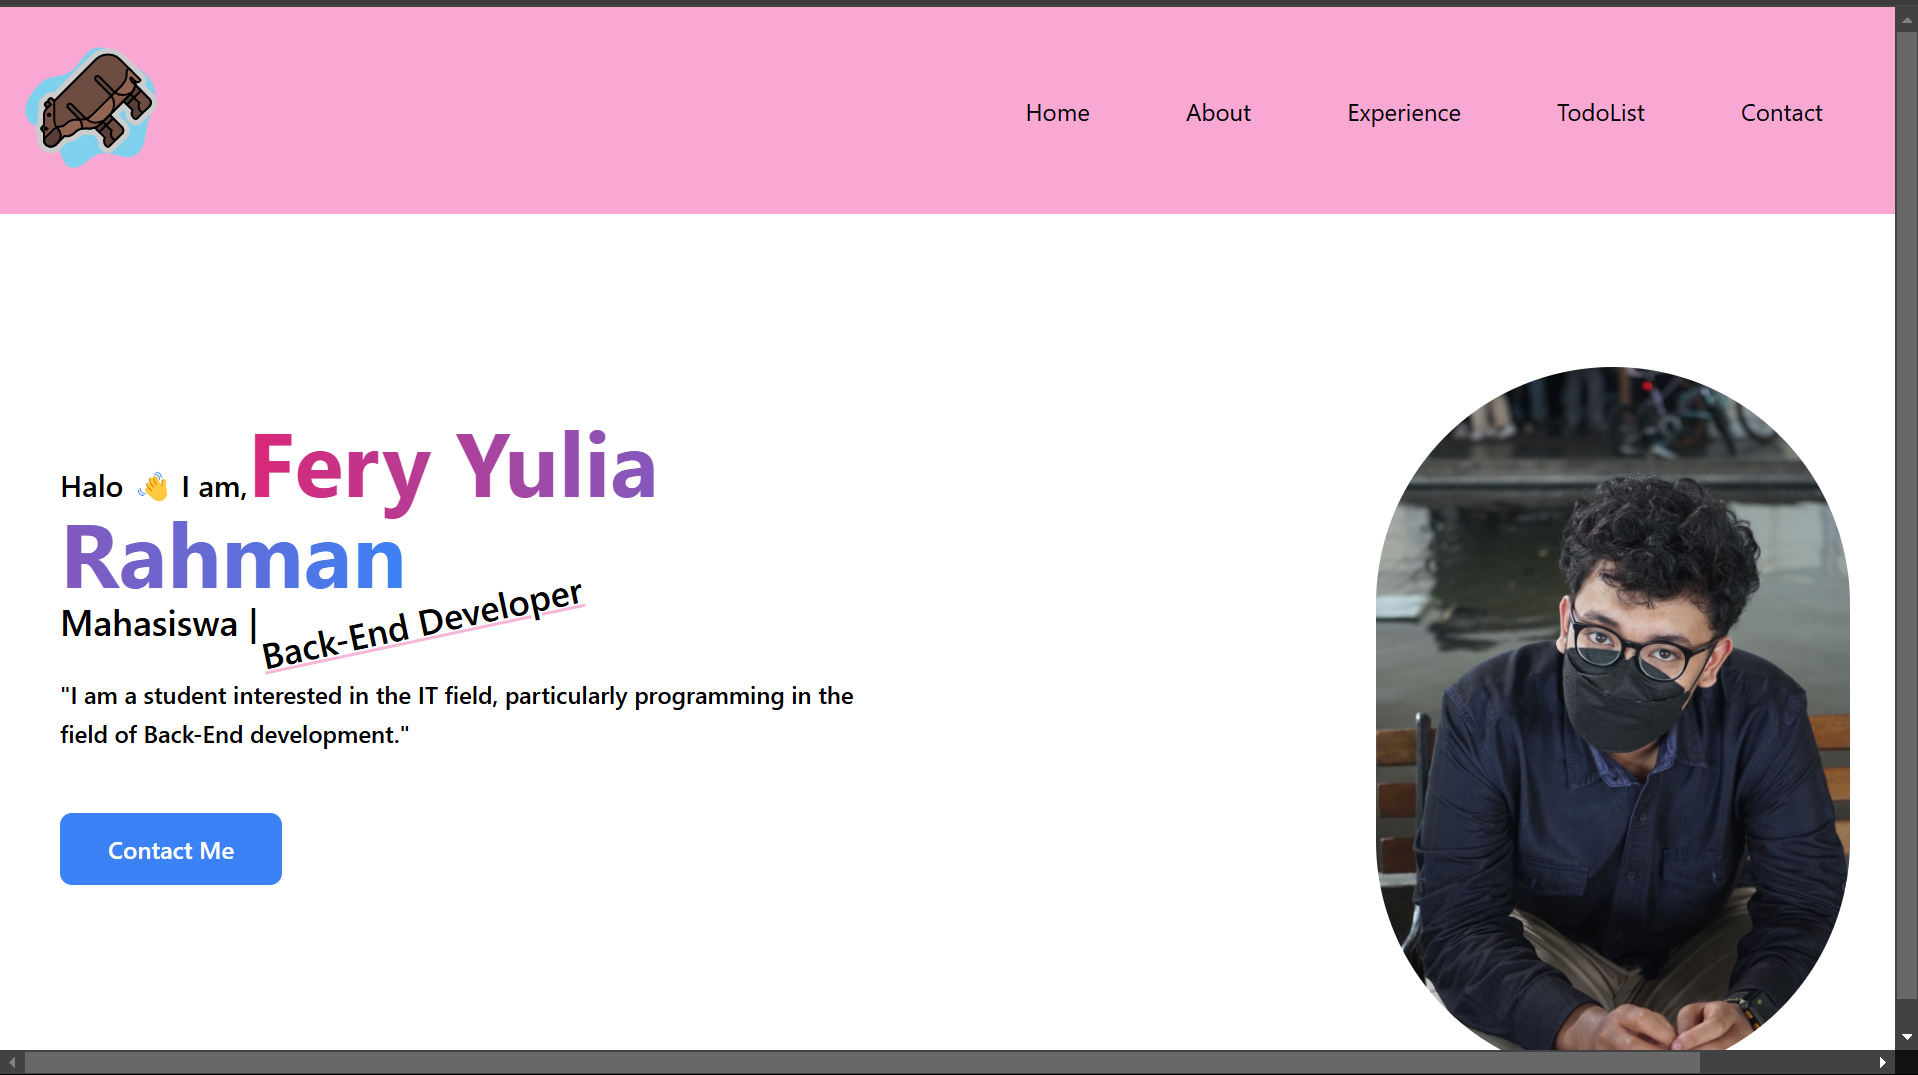 Home About Experience TodoList Contact
Halo 👋 I am, Fery Yulia
Rahman
Mahasiswa | Back-End Developer
"I am a student interested in the IT field, particularly programming in the
field of Back-End development."
Contact Me